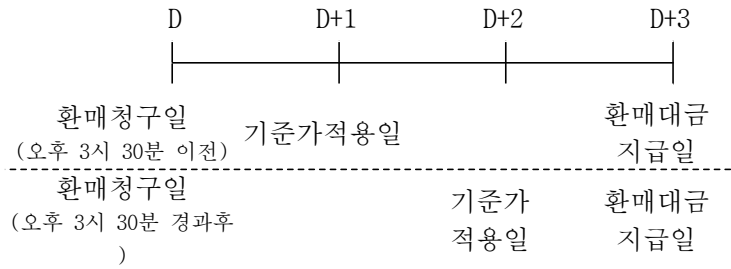 D D+1 D+2 D+3
환매청구일
(오후 3시 30분 이전)
기준가적용일
환매대금
지급일
환매청구일
(오후 3시 30분 경과후
)
기준가
적용일
환매대금
지급일